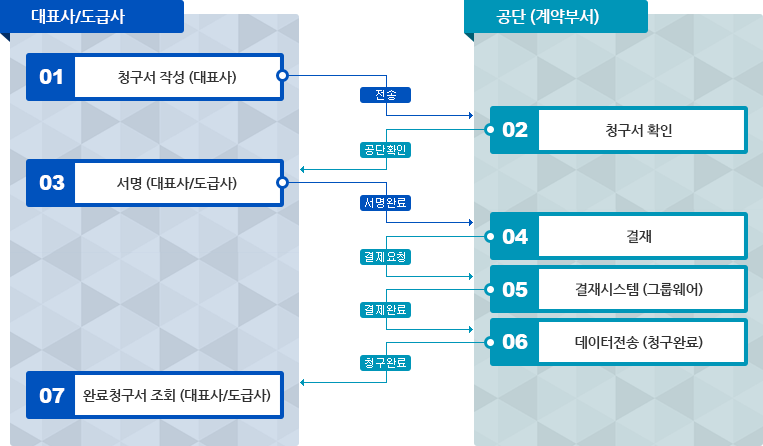 대표사/도급사
공단 (계약부서)
01 청구서 작성 (대표사)
전송
02 청구서 확인
공단확인
03 서명 (대표사/도급사)
서명완료
04 결재
결재요청
05 결재시스템 (그룹웨어)
결재완료
06 데이터전송 (청구완료)
청구완료
07 완료청구서 조회 (대표사/도급사)